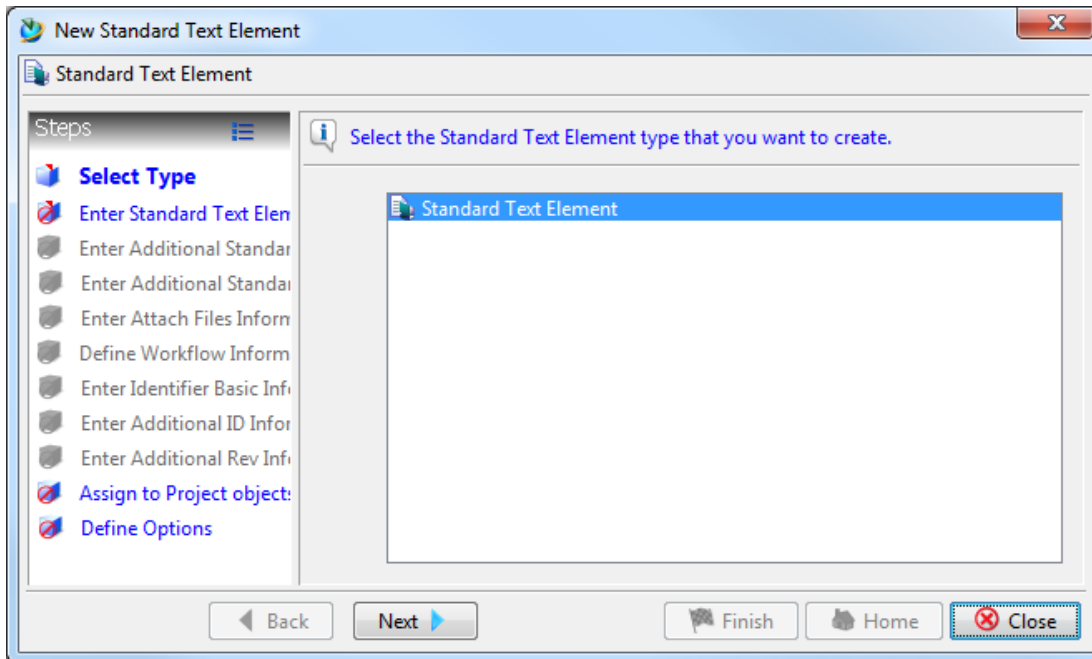 New Standard Text Element
Standard Text Element
Steps
Select the Standard Text Element type that you want to create.
Select Type
Enter Standard Text Elem
Enter Additional Standar
Enter Additional Standar
Enter Attach Files Inform
Define Workflow Inform
Enter Identifier Basic Inf
Enter Additional ID Infor
Enter Additional Rev Inf
Assign to Project objects
Define Options
Standard Text Element
Back
Next
Finish
Home
Close